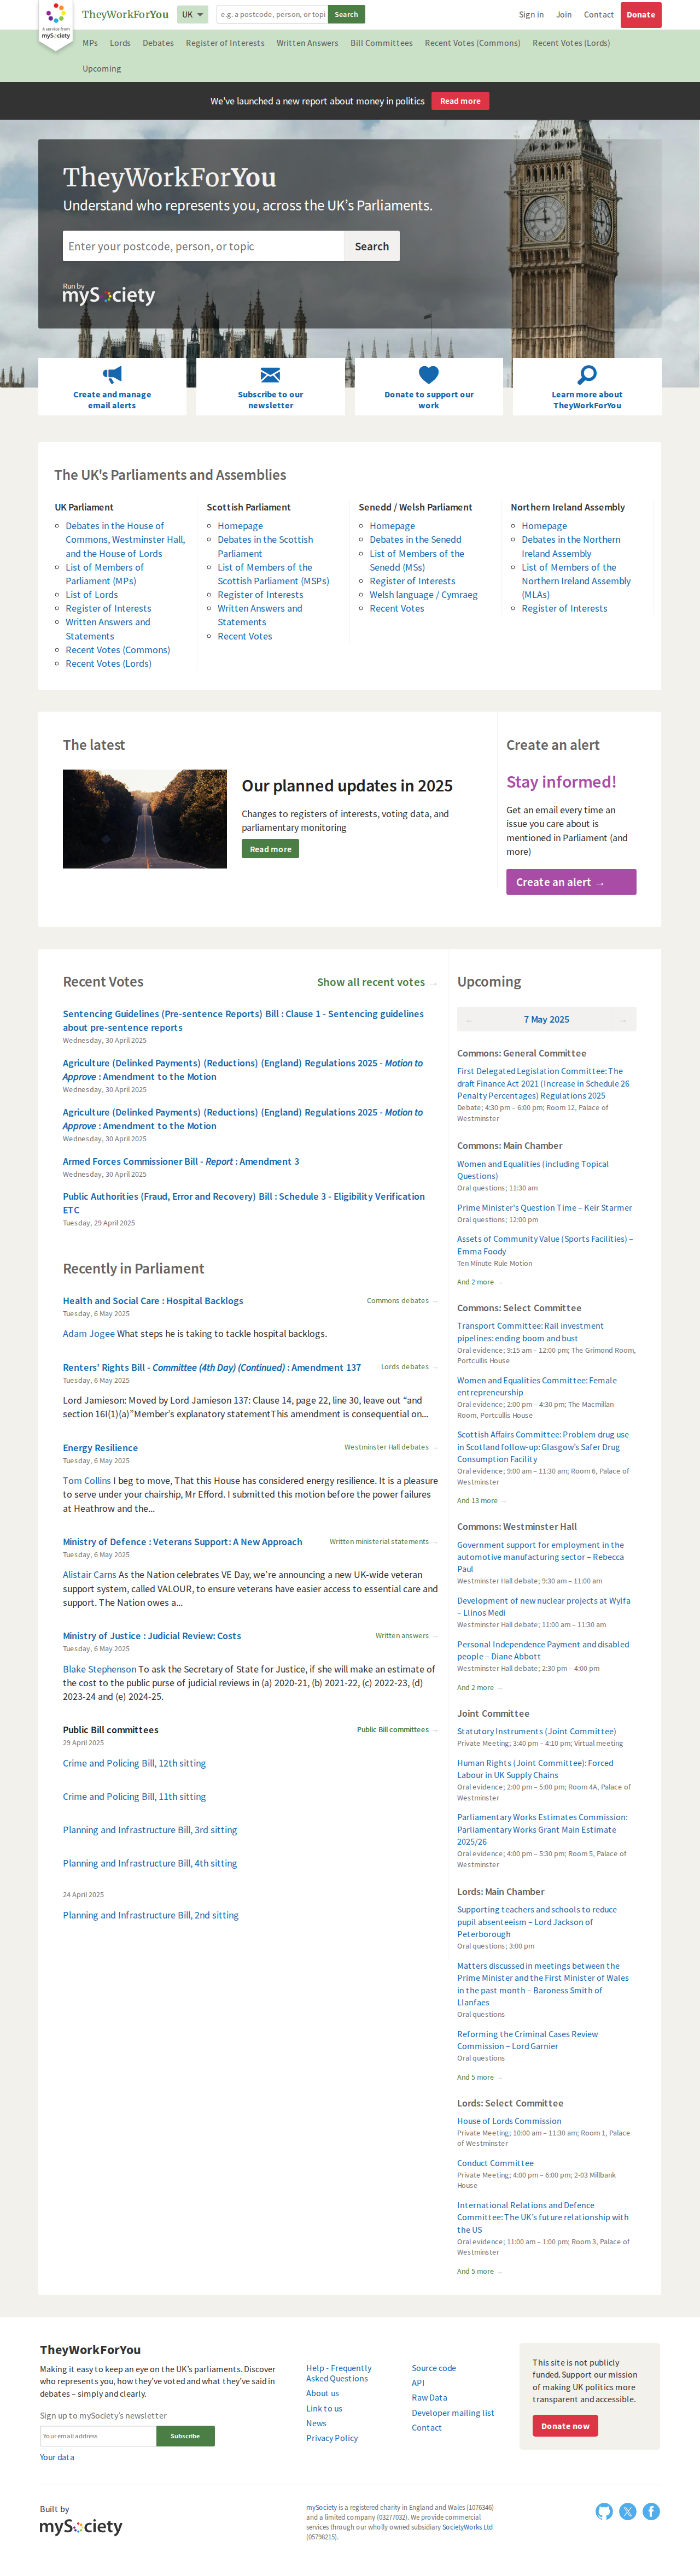 A service from
mySociety
TheyWorkForYou
UK
e.g. a postcode, person, or topi
Search
Sign in
Join
Contact
Donate
MPs
Lords
Debates
Register of Interests
Written Answers
Bill Committees
Recent Votes (Commons)
Recent Votes (Lords)
Upcoming
We've launched a new report about money in politics
Read more
TheyWorkForYou
Understand who represents you, across the UK's Parliaments.
Enter your postcode, person, or topic
Search
Run by
mySociety
Create and manage
email alerts
Subscribe to our
newsletter
Donate to support our
work
Learn more about
TheyWorkForYou
The UK's Parliaments and Assemblies
UK Parliament
Debates in the House of
Commons, Westminster Hall,
and the House of Lords
List of Members of
Parliament (MPs)
List of Lords
Register of Interests
Written Answers and
Statements
Recent Votes (Commons)
Recent Votes (Lords)
Scottish Parliament
Homepage
Debates in the Scottish
Parliament
List of Members of the
Scottish Parliament (MSPs)
Register of Interests
Written Answers and
Statements
Recent Votes
Senedd / Welsh Parliament
Homepage
Debates in the Senedd
List of Members of the
Senedd (MSs)
Register of Interests
Welsh language / Cymraeg
Recent Votes
Northern Ireland Assembly
Homepage
Debates in the Northern
Ireland Assembly
List of Members of the
Northern Ireland Assembly
(MLAs)
Register of Interests
The latest
Our planned updates in 2025
Changes to registers of interests, voting data, and
parliamentary monitoring
Read more
Create an alert
Stay informed!
Get an email every time an
issue you care about is
mentioned in Parliament (and
more)
Create an alert →
Recent Votes
Show all recent votes →
Sentencing Guidelines (Pre-sentence Reports) Bill : Clause 1 - Sentencing guidelines
about pre-sentence reports
Wednesday, 30 April 2025
Agriculture (Delinked Payments) (Reductions) (England) Regulations 2025 - Motion to
Approve : Amendment to the Motion
Wednesday, 30 April 2025
Agriculture (Delinked Payments) (Reductions) (England) Regulations 2025 - Motion to
Approve : Amendment to the Motion
Wednesday, 30 April 2025
Armed Forces Commissioner Bill - Report : Amendment 3
Wednesday, 30 April 2025
Public Authorities (Fraud, Error and Recovery) Bill : Schedule 3 - Eligibility Verification
ETC
Tuesday, 29 April 2025
Recently in Parliament
Health and Social Care : Hospital Backlogs
Commons debates →
Tuesday, 6 May 2025
Adam Jogee What steps he is taking to tackle hospital backlogs.
Renters' Rights Bill - Committee (4th Day) (Continued) : Amendment 137
Lords debates →
Tuesday, 6 May 2025
Lord Jamieson: Moved by Lord Jamieson 137: Clause 14, page 22, line 30, leave out “and
section 16I(1)(a)”Member's explanatory statementThis amendment is consequential on...
Energy Resilience
Westminster Hall debates →
Tuesday, 6 May 2025
Tom Collins I beg to move, That this House has considered energy resilience. It is a pleasure
to serve under your chairship, Mr Efford. I submitted this motion before the power failures
at Heathrow and the...
Ministry of Defence : Veterans Support: A New Approach
Written ministerial statements →
Tuesday, 6 May 2025
Alistair Carns As the Nation celebrates VE Day, we're announcing a new UK-wide veteran
support system, called VALOUR, to ensure veterans have easier access to essential care and
support. The Nation owes a...
Ministry of Justice : Judicial Review: Costs
Written answers →
Tuesday, 6 May 2025
Blake Stephenson To ask the Secretary of State for Justice, if she will make an estimate of
the cost to the public purse of judicial reviews in (a) 2020-21, (b) 2021-22, (c) 2022-23, (d)
2023-24 and (e) 2024-25.
Public Bill committees
Public Bill committees →
29 April 2025
Crime and Policing Bill, 12th sitting
Crime and Policing Bill, 11th sitting
Planning and Infrastructure Bill, 3rd sitting
Planning and Infrastructure Bill, 4th sitting
24 April 2025
Planning and Infrastructure Bill, 2nd sitting
Upcoming
← 7 May 2025 →
Commons: General Committee
First Delegated Legislation Committee: The
draft Finance Act 2021 (Increase in Schedule 26
Penalty Percentages) Regulations 2025
Debate; 4:30 pm – 6:00 pm; Room 12, Palace of
Westminster
Commons: Main Chamber
Women and Equalities (including Topical
Questions)
Oral questions; 11:30 am
Prime Minister's Question Time – Keir Starmer
Oral questions; 12:00 pm
Assets of Community Value (Sports Facilities) –
Emma Foody
Ten Minute Rule Motion
And 2 more →
Commons: Select Committee
Transport Committee: Rail investment
pipelines: ending boom and bust
Oral evidence; 9:15 am – 12:00 pm; The Grimond Room,
Portcullis House
Women and Equalities Committee: Female
entrepreneurship
Oral evidence; 2:00 pm – 4:30 pm; The Macmillan
Room, Portcullis House
Scottish Affairs Committee: Problem drug use
in Scotland follow-up: Glasgow's Safer Drug
Consumption Facility
Oral evidence; 9:00 am – 11:30 am; Room 6, Palace of
Westminster
And 13 more →
Commons: Westminster Hall
Government support for employment in the
automotive manufacturing sector – Rebecca
Paul
Westminster Hall debate; 9:30 am – 11:00 am
Development of new nuclear projects at Wylfa
– Llinos Medi
Westminster Hall debate; 11:00 am – 11:30 am
Personal Independence Payment and disabled
people – Diane Abbott
Westminster Hall debate; 2:30 pm – 4:00 pm
And 2 more →
Joint Committee
Statutory Instruments (Joint Committee)
Private Meeting; 3:40 pm – 4:10 pm; Virtual meeting
Human Rights (Joint Committee): Forced
Labour in UK Supply Chains
Oral evidence; 2:00 pm – 5:00 pm; Room 4A, Palace of
Westminster
Parliamentary Works Estimates Commission:
Parliamentary Works Grant Main Estimate
2025/26
Oral evidence; 4:00 pm – 5:30 pm; Room 5, Palace of
Westminster
Lords: Main Chamber
Supporting teachers and schools to reduce
pupil absenteeism – Lord Jackson of
Peterborough
Oral questions; 3:00 pm
Matters discussed in meetings between the
Prime Minister and the First Minister of Wales
in the past month – Baroness Smith of
Llanfaes
Oral questions
Reforming the Criminal Cases Review
Commission – Lord Garnier
Oral questions
And 5 more →
Lords: Select Committee
House of Lords Commission
Private Meeting; 10:00 am – 11:30 am; Room 1, Palace
of Westminster
Conduct Committee
Private Meeting; 4:00 pm – 6:00 pm; 2-03 Millbank
House
International Relations and Defence
Committee: The UK's future relationship with
the US
Oral evidence; 11:00 am – 1:00 pm; Room 3, Palace of
Westminster
And 5 more →
TheyWorkForYou
Making it easy to keep an eye on the UK's parliaments. Discover
who represents you, how they've voted and what they've said in
debates – simply and clearly.
Sign up to mySociety's newsletter
Your email address
Subscribe
Your data
Help - Frequently
Asked Questions
About us
Link to us
News
Privacy Policy
Source code
API
Raw Data
Developer mailing list
Contact
This site is not publicly
funded. Support our mission
of making UK politics more
transparent and accessible.
Donate now
Built by
mySociety
mySociety is a registered charity in England and Wales (1076346)
and a limited company (03277032). We provide commercial
services through our wholly owned subsidiary SocietyWorks Ltd
(05798215).